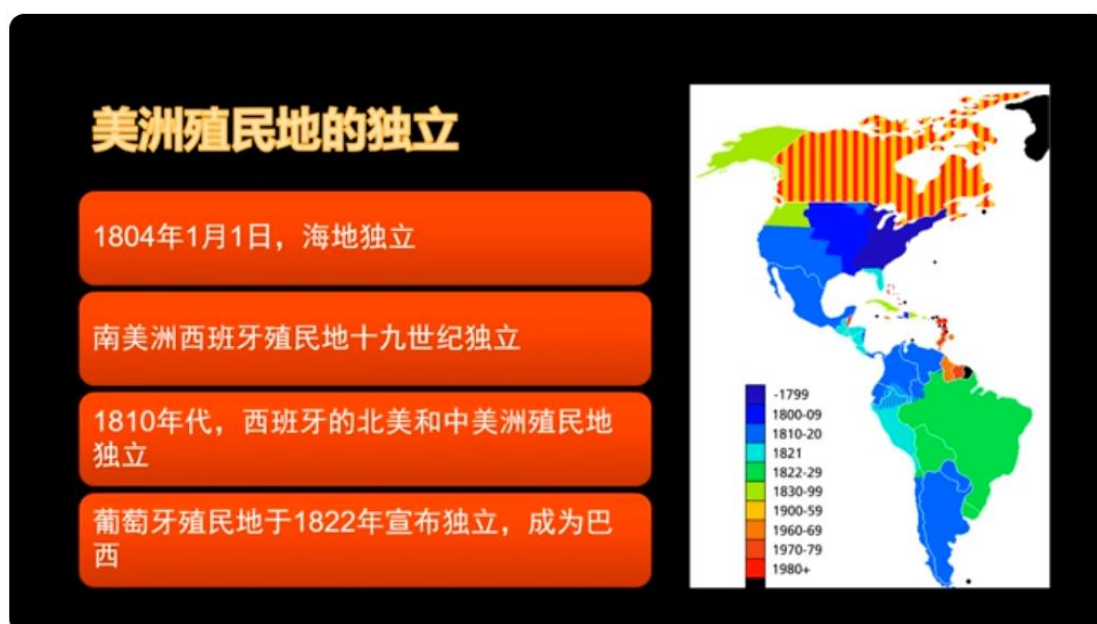 美洲殖民地的独立
1804年1月1日，海地独立
南美洲西班牙殖民地十九世纪独立
1810年代，西班牙的北美和中美洲殖民地
独立
葡萄牙殖民地于1822年宣布独立，成为巴
西
-1799
1800-09
1810-20
1821
1822-29
1830-99
1900-59
1960-69
1970-79
1980+